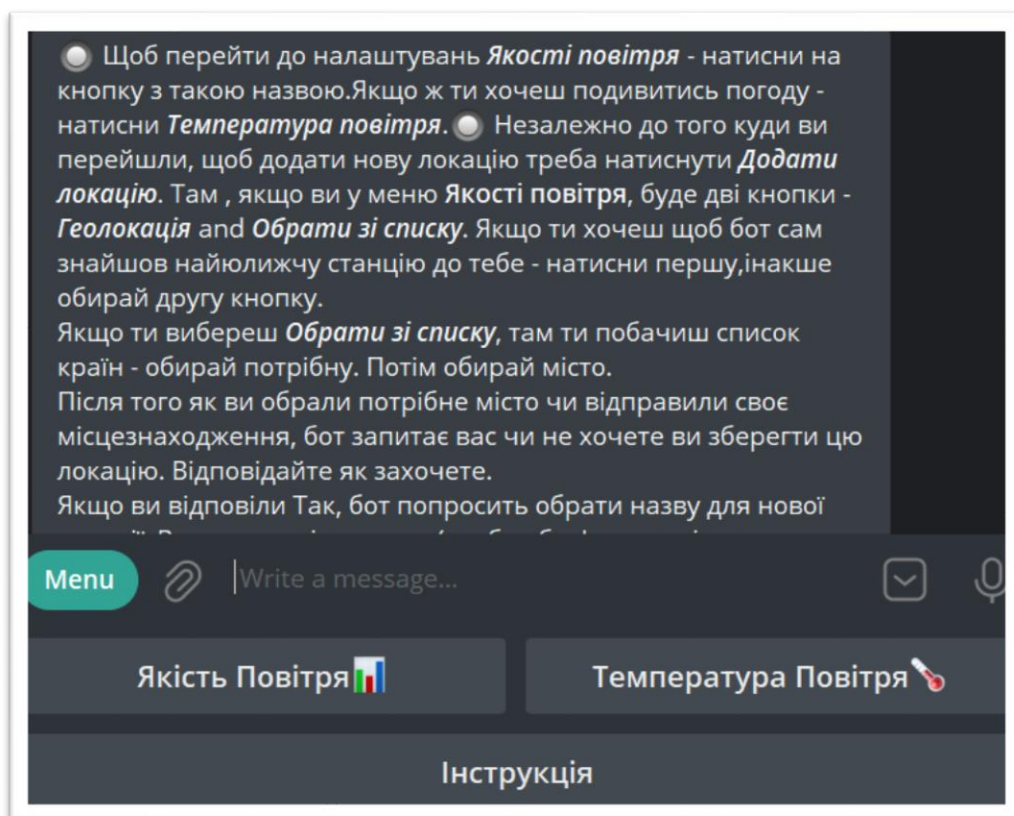 Щоб перейти до налаштувань Якості повітря - натисни на
кнопку з такою назвою.Якщо ж ти хочеш подивитись погоду -
натисни Температура повітря. Незалежно до того куди ви
перейшли, щоб додати нову локацію треба натиснути Додати
локацію. Там , якщо ви у меню Якості повітря, буде дві кнопки -
Геолокація and Обрати зі списку. Якщо ти хочеш щоб бот сам
знайшов найюлижчу станцію до тебе - натисни першу,інакше
обирай другу кнопку.
Якщо ти вибереш Обрати зі списку, там ти побачиш список
країн - обирай потрібну. Потім обирай місто.
Після того як ви обрали потрібне місто чи відправили своє
місцезнаходження, бот запитає вас чи не хочете ви зберегти цю
локацію. Відповідайте як захочете.
Якщо ви відповіли Так, бот попросить обрати назву для нової
Menu
Write a message...
Якість Повітря
Температура Повітря
Інструкція